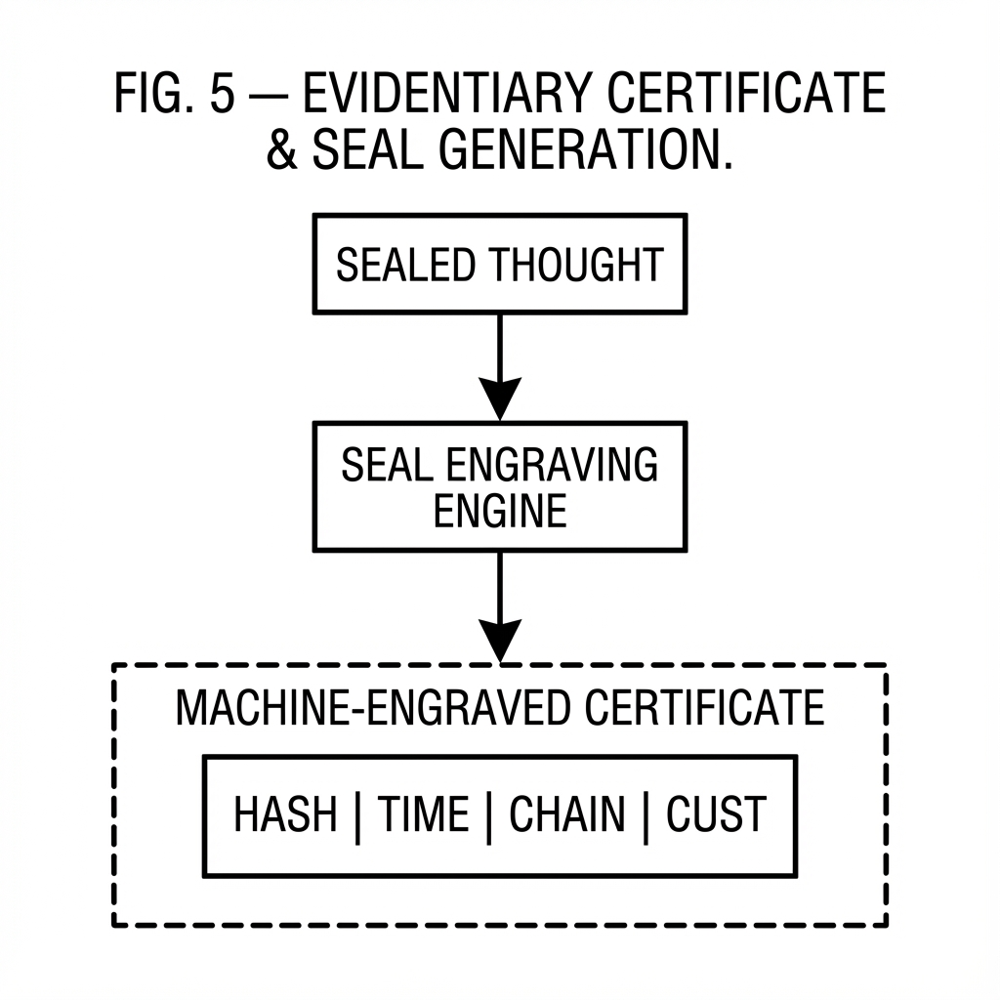 FIG. 5 — EVIDENTIARY CERTIFICATE
& SEAL GENERATION.
SEALED THOUGHT
SEAL ENGRAVING
ENGINE
MACHINE-ENGRAVED CERTIFICATE
HASH | TIME | CHAIN | CUST